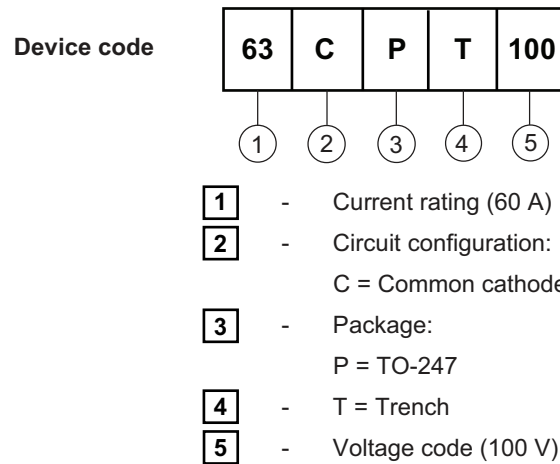 Device code 63 C P T 100
1 2 3 4 5
1 - Current rating (60 A)
2 - Circuit configuration:
C = Common cathode
3 - Package:
P = TO-247
4 - T = Trench
5 - Voltage code (100 V)